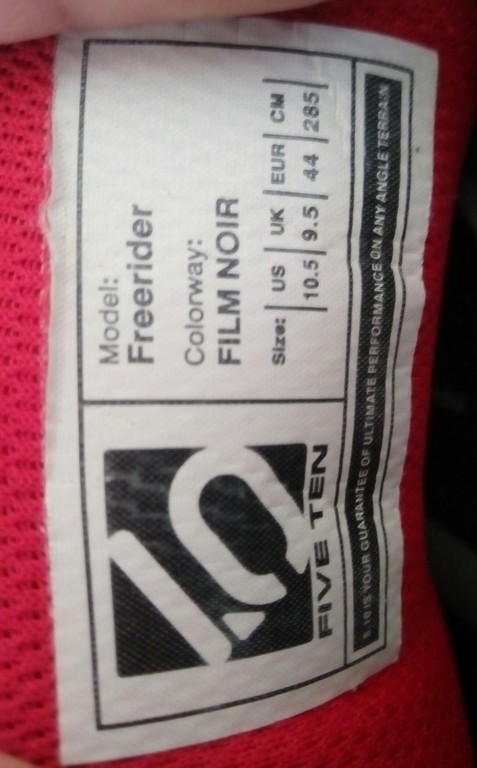 Model:
Freerider
Colorway:
FILM NOIR
Size: | US | UK | EUR | CM |
| 10.5 | 9.5 | 44 | 285 |
FIVE TEN
5.10 IS YOUR GUARANTEE OF ULTIMATE PERFORMANCE ON ANY ANGLE TERRAIN